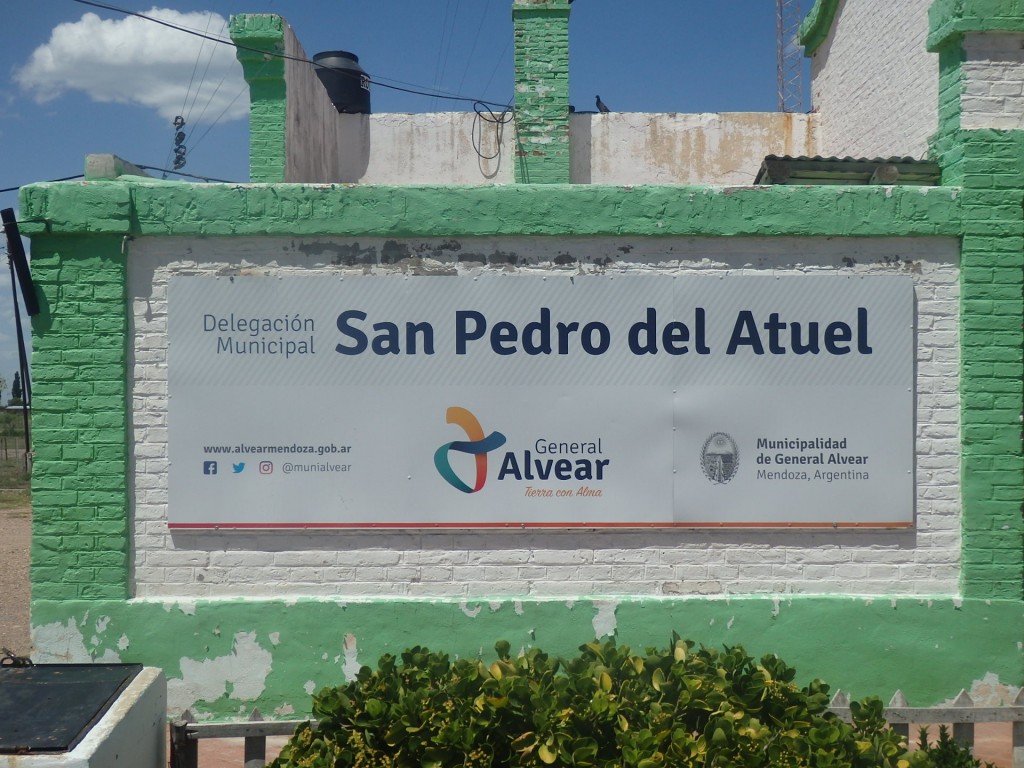 Delegación
Municipal
San Pedro del Atuel
www.alvearmendoza.gob.ar
@munialvear
General
Alvear
Tierra con Alma
Municipalidad
de General Alvear
Mendoza, Argentina